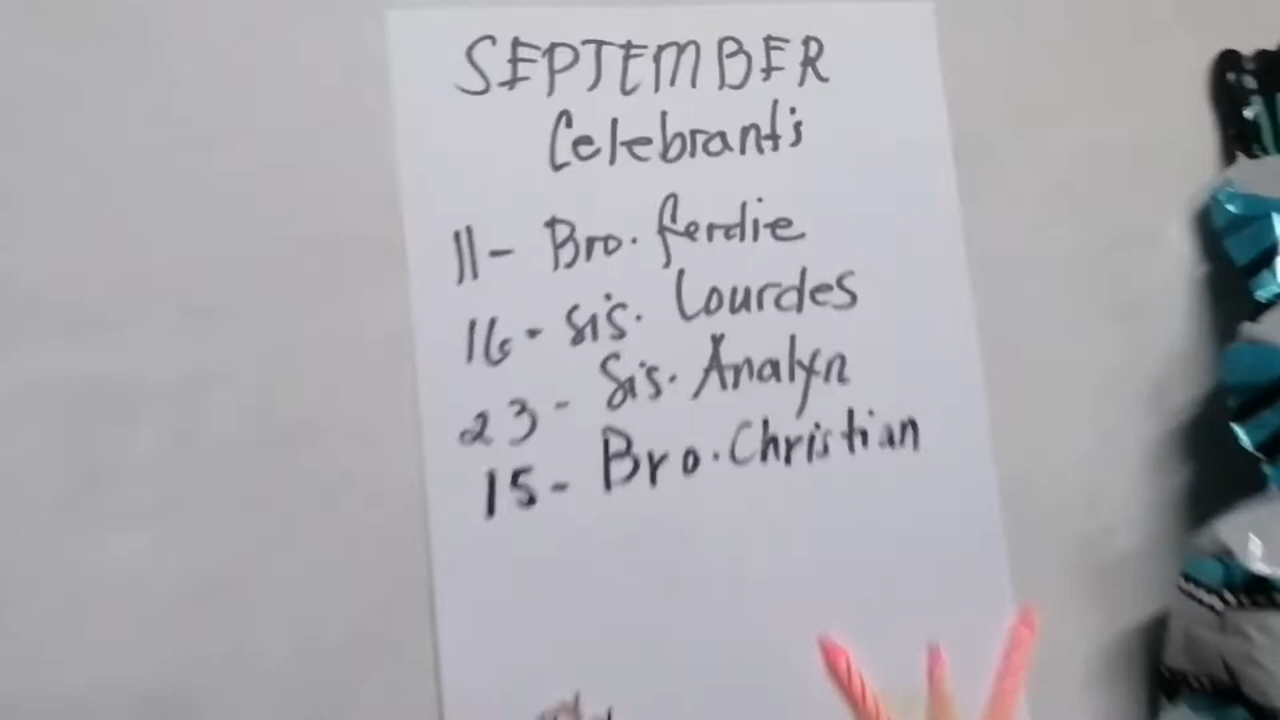 SEPTEMBER
Celebrant's
11- Bro. ferdie
16- Sis. Lourdes
23- Sis. Analyn
15- Bro. Christian